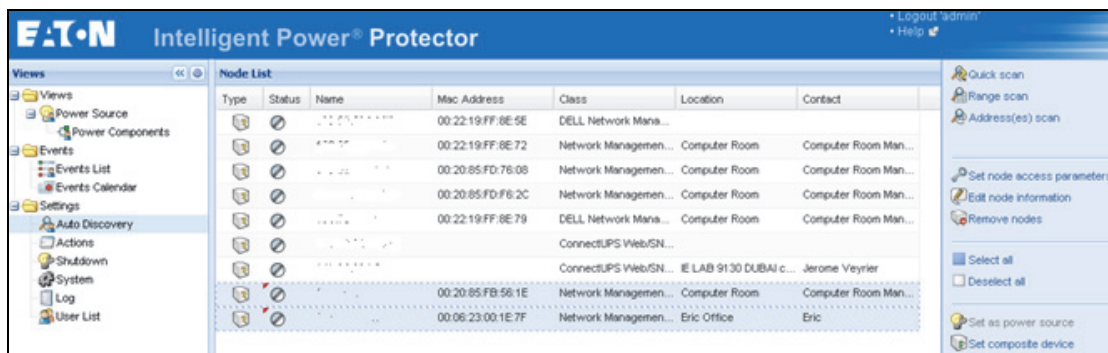 • Logout 'admin'
• Help
EATON Intelligent Power® Protector
Views
Views
Power Source
Power Components
Events
Events List
Events Calendar
Settings
Auto Discovery
Actions
Shutdown
System
Log
User List
Node List
Type Status Name Mac Address Class Location Contact
00:22:19:FF:8E:5E DELL Network Mana...
00:22:19:FF:8E:72 Network Managemen... Computer Room Computer Room Man...
00:20:85:FD:76:08 Network Managemen... Computer Room Computer Room Man...
00:20:85:FD:F6:2C Network Managemen... Computer Room Computer Room Man...
00:22:19:FF:8E:79 DELL Network Mana... Computer Room Computer Room Man...
ConnectUPS Web/SN...
ConnectUPS Web/SN... IE LAB 9130 DUBAI c... Jerome Veyrier
00:20:85:FB:56:1E Network Managemen... Computer Room Computer Room Man...
00:06:23:00:1E:7F Network Managemen... Eric Office Eric
Quick scan
Range scan
Address(es) scan
Set node access parameters
Edit node information
Remove nodes
Select all
Deselect all
Set as power source
Set composite device